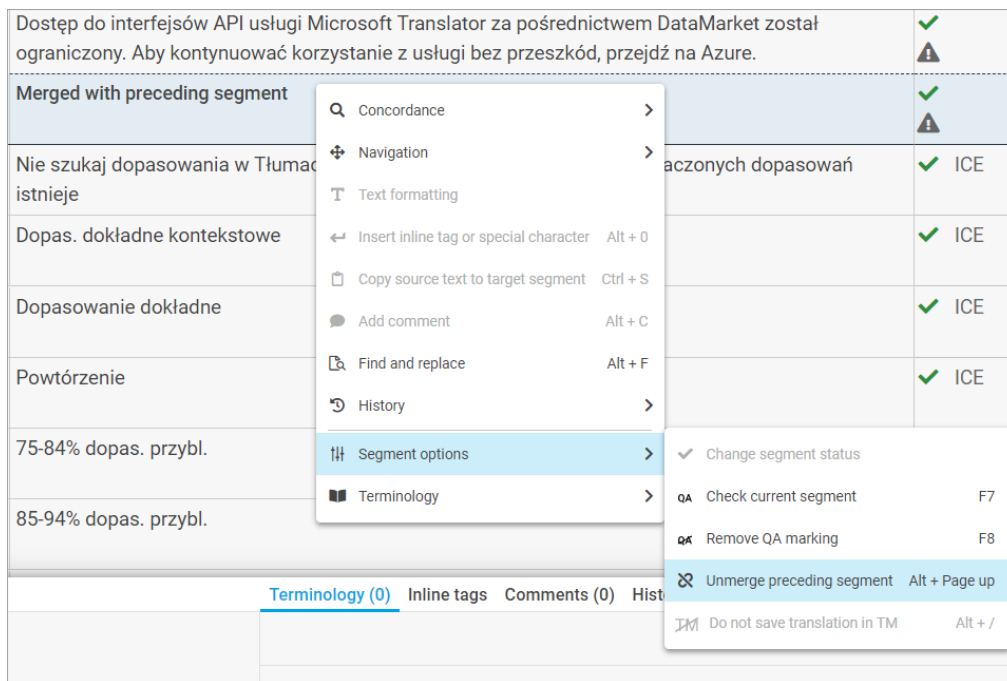 Dostęp do interfejsów API usługi Microsoft Translator za pośrednictwem DataMarket został
ograniczony. Aby kontynuować korzystanie z usługi bez przeszkód, przejdź na Azure.
Merged with preceding segment
Nie szukaj dopasowania w aczonych dopasowań
istnieje
ICE
Dopas. dokładne kontekstowe
ICE
Dopasowanie dokładne
ICE
Powtórzenie
ICE
75-84% dopas. przybl.
85-94% dopas. przybl.
Concordance
Navigation
Text formatting
Insert inline tag or special character Alt + 0
Copy source text to target segment Ctrl + S
Add comment Alt + C
Find and replace Alt + F
History
Segment options
Terminology
Change segment status
QA Check current segment F7
QA Remove QA marking F8
Unmerge preceding segment Alt + Page up
TM Do not save translation in TM Alt + /
Terminology (0) Inline tags Comments (0)